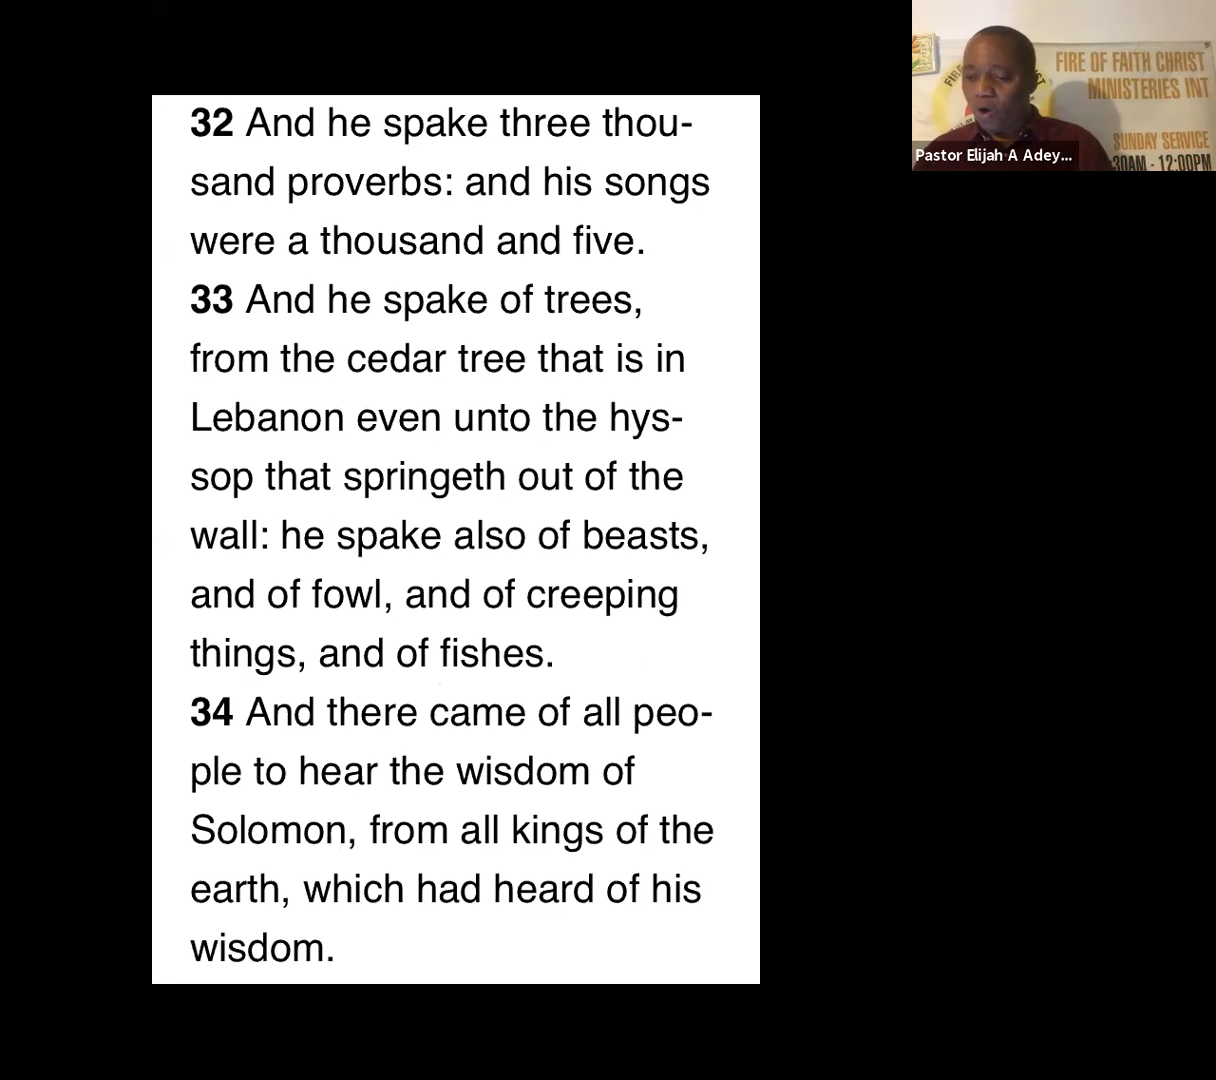 32 And he spake three thou-
sand proverbs: and his songs
were a thousand and five.
33 And he spake of trees,
from the cedar tree that is in
Lebanon even unto the hys-
sop that springeth out of the
wall: he spake also of beasts,
and of fowl, and of creeping
things, and of fishes.
34 And there came of all peo-
ple to hear the wisdom of
Solomon, from all kings of the
earth, which had heard of his
wisdom.
FIRE OF FAITH CHRIST
MINISTERIES INT
SUNDAY SERVICE
:30AM - 12:00PM
Pastor Elijah A Adey...